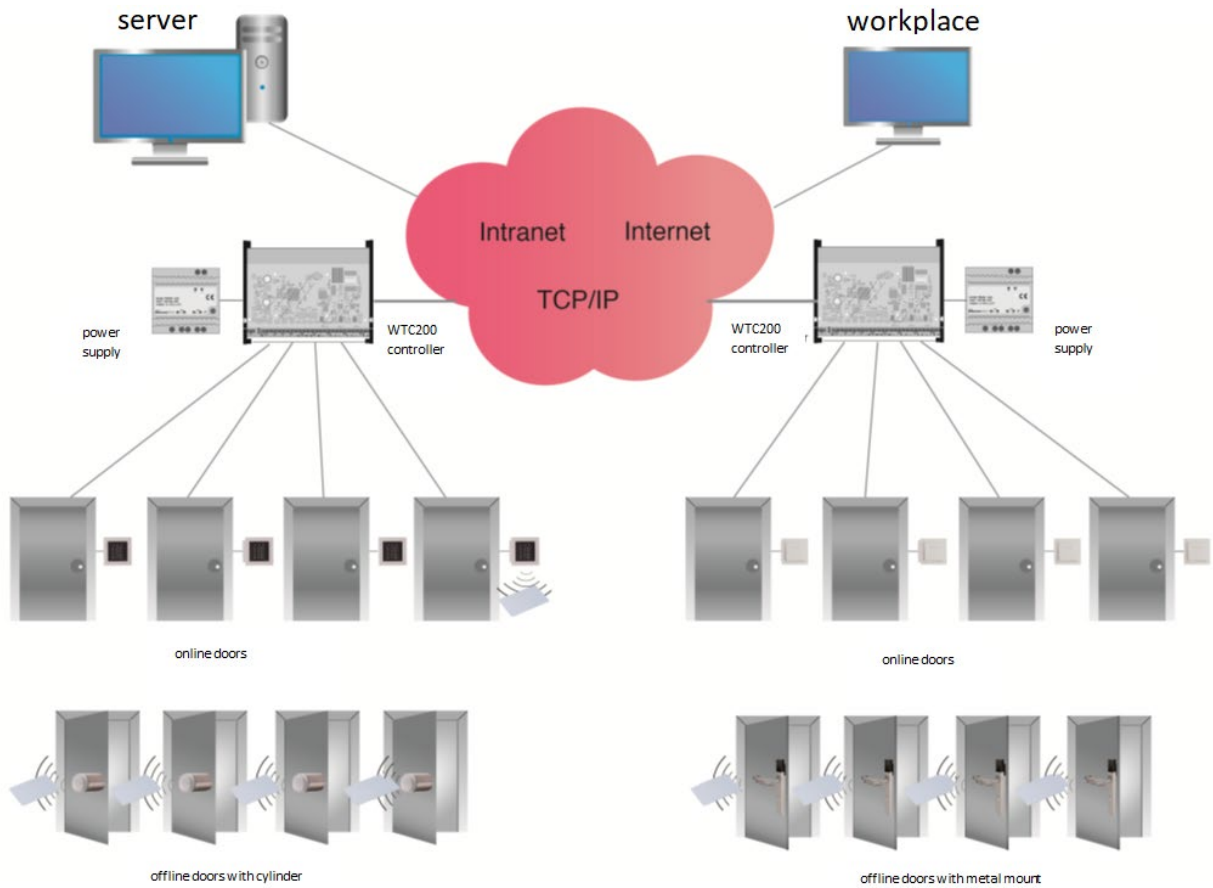 server
workplace
Intranet
Internet
TCP/IP
power
supply
WTC200
controller
WTC200
controller
power
supply
online doors
online doors
offline doors with cylinder
offline doors with metal mount